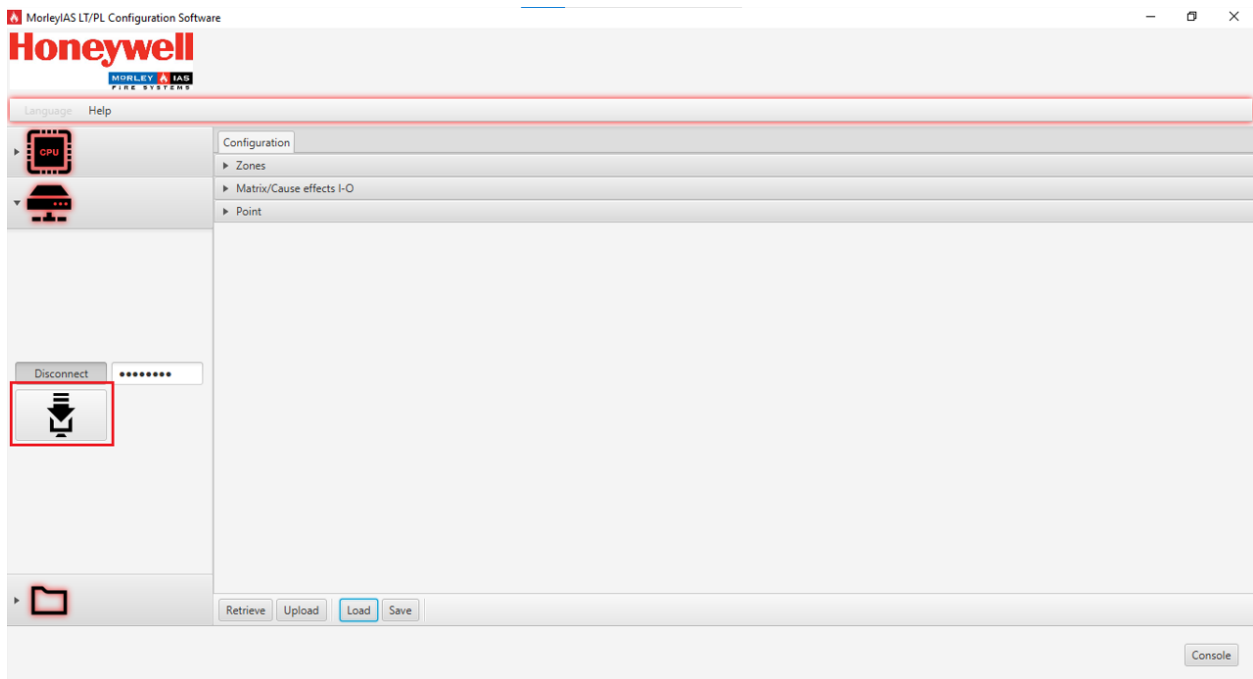 MorleyIAS LT/PL Configuration Software
Honeywell
MORLEY IAS
FIRE SYSTEMS
Language Help
CPU
Configuration
Zones
Matrix/Cause effects I-O
Point
Disconnect ••••••••
Retrieve Upload Load Save
Console